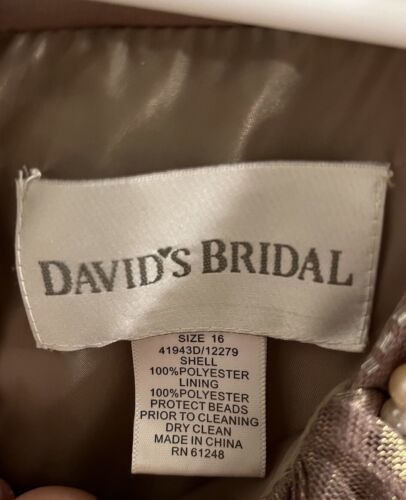 DAVID'S BRIDAL
SIZE 16
41943D/12279
SHELL
100%POLYESTER
LINING
100%POLYESTER
PROTECT BEADS
PRIOR TO CLEANING
DRY CLEAN
MADE IN CHINA
RN 61248